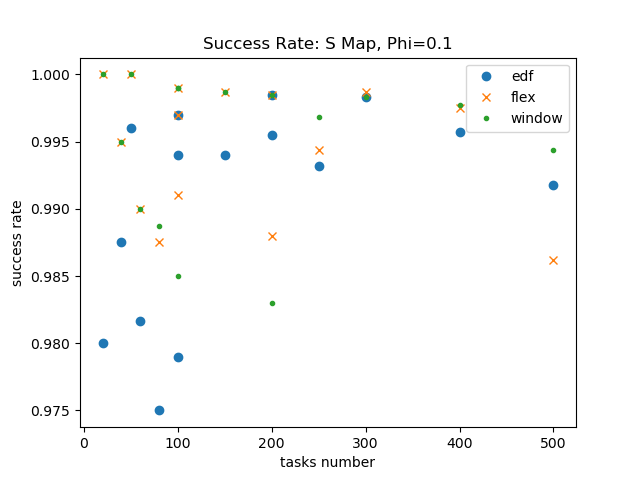 Success Rate: S Map, Phi=0.1
edf
flex
window
1.000
0.995
0.990
0.985
0.980
0.975
success rate
0
100
200
300
400
500
tasks number